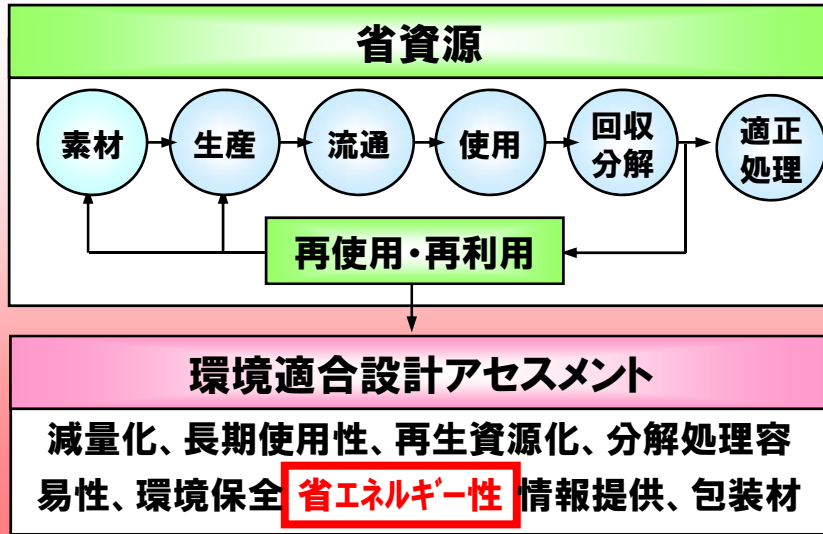 省資源
素材
生産
流通
使用
回収
分解
適正
処理
再使用・再利用
環境適合設計アセスメント
減量化、長期使用性、再生資源化、分解処理容
易性、環境保全 省エネルギー性 情報提供、包装材